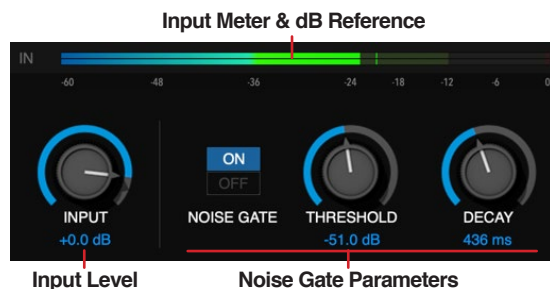 Input Meter & dB Reference
IN
-60 -48 -36 -24 -18 -12 -6 0
ON
OFF
INPUT NOISE GATE THRESHOLD DECAY
+0.0 dB -51.0 dB 436 ms
Input Level Noise Gate Parameters